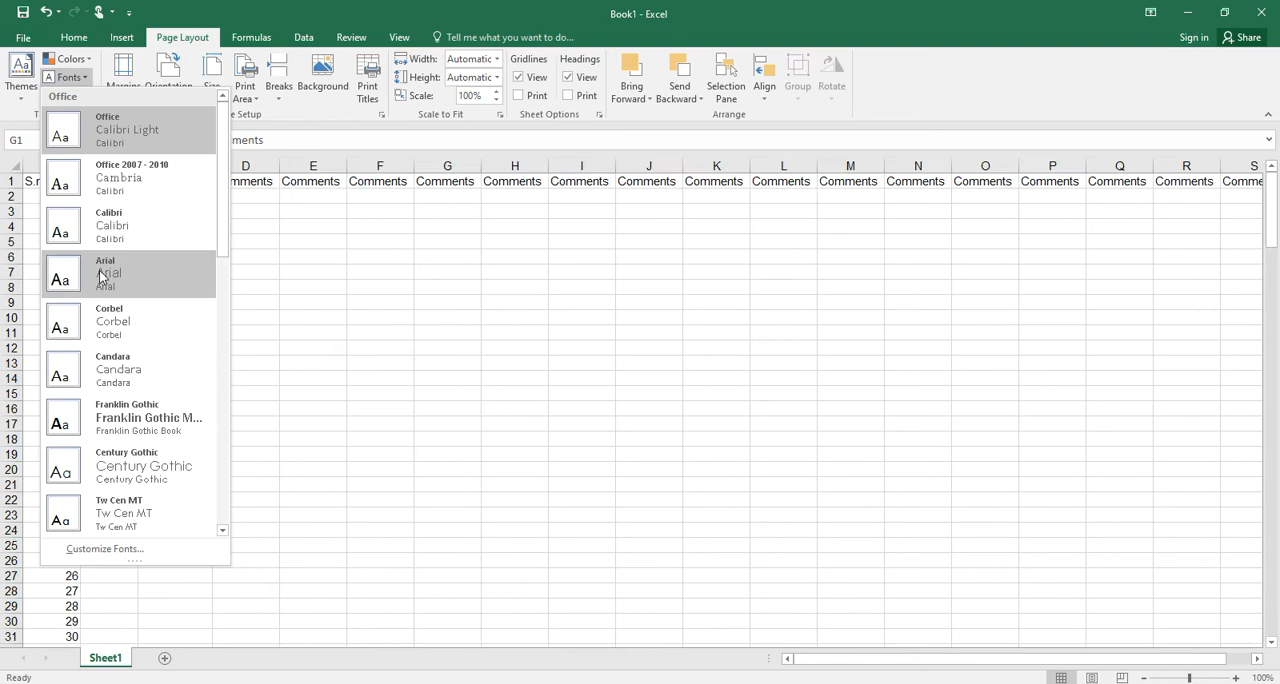 Book1 - Excel
File Home Insert Page Layout Formulas Data Review View Tell me what you want to do... Sign in Share
Themes
Colors
Fonts
Margins Orientation Size
Print Area
Breaks
Background
Print Titles
Width: Automatic
Height: Automatic
Scale: 100%
Gridlines
View
Print
Headings
View
Print
Bring Forward
Send Backward
Selection Pane
Align
Group
Rotate
Scale to Fit Sheet Options Arrange
e Setup
G1 ments
Office
Office
Calibri Light
Calibri
Office 2007 - 2010
Cambria
Calibri
Calibri
Calibri
Calibri
Arial
Arial
Arial
Corbel
Corbel
Corbel
Candara
Candara
Candara
Franklin Gothic
Franklin Gothic M...
Franklin Gothic Book
Century Gothic
Century Gothic
Century Gothic
Tw Cen MT
Tw Cen MT
Tw Cen MT
Customize Fonts...
D E F G H I J K L M N O P Q R S
1 S.r mments Comments Comments Comments Comments Comments Comments Comments Comments Comments Comments Comments Comments Comments Comments Comme
2
3
4
5
6
7
8
9
10
11
12
13
14
15
16
17
18
19
20
21
22
23
24
25
26
27 26
28 27
29 28
30 29
31 30
Sheet1
Ready 100%